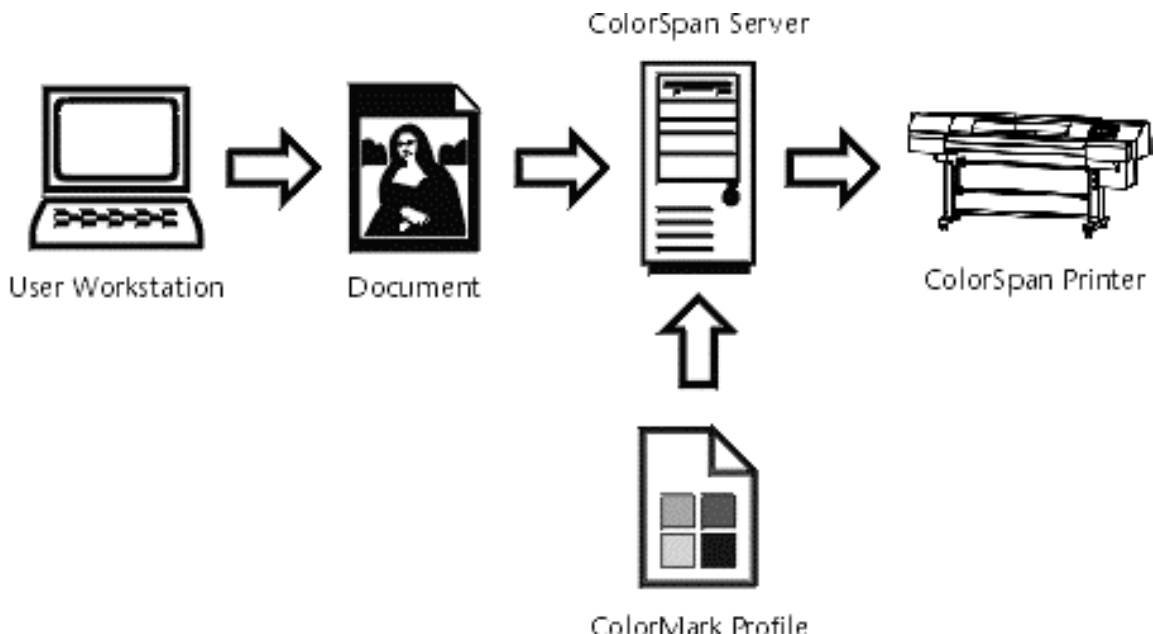 ColorSpan Server
User Workstation
Document
ColorSpan Printer
ColorMark Profile